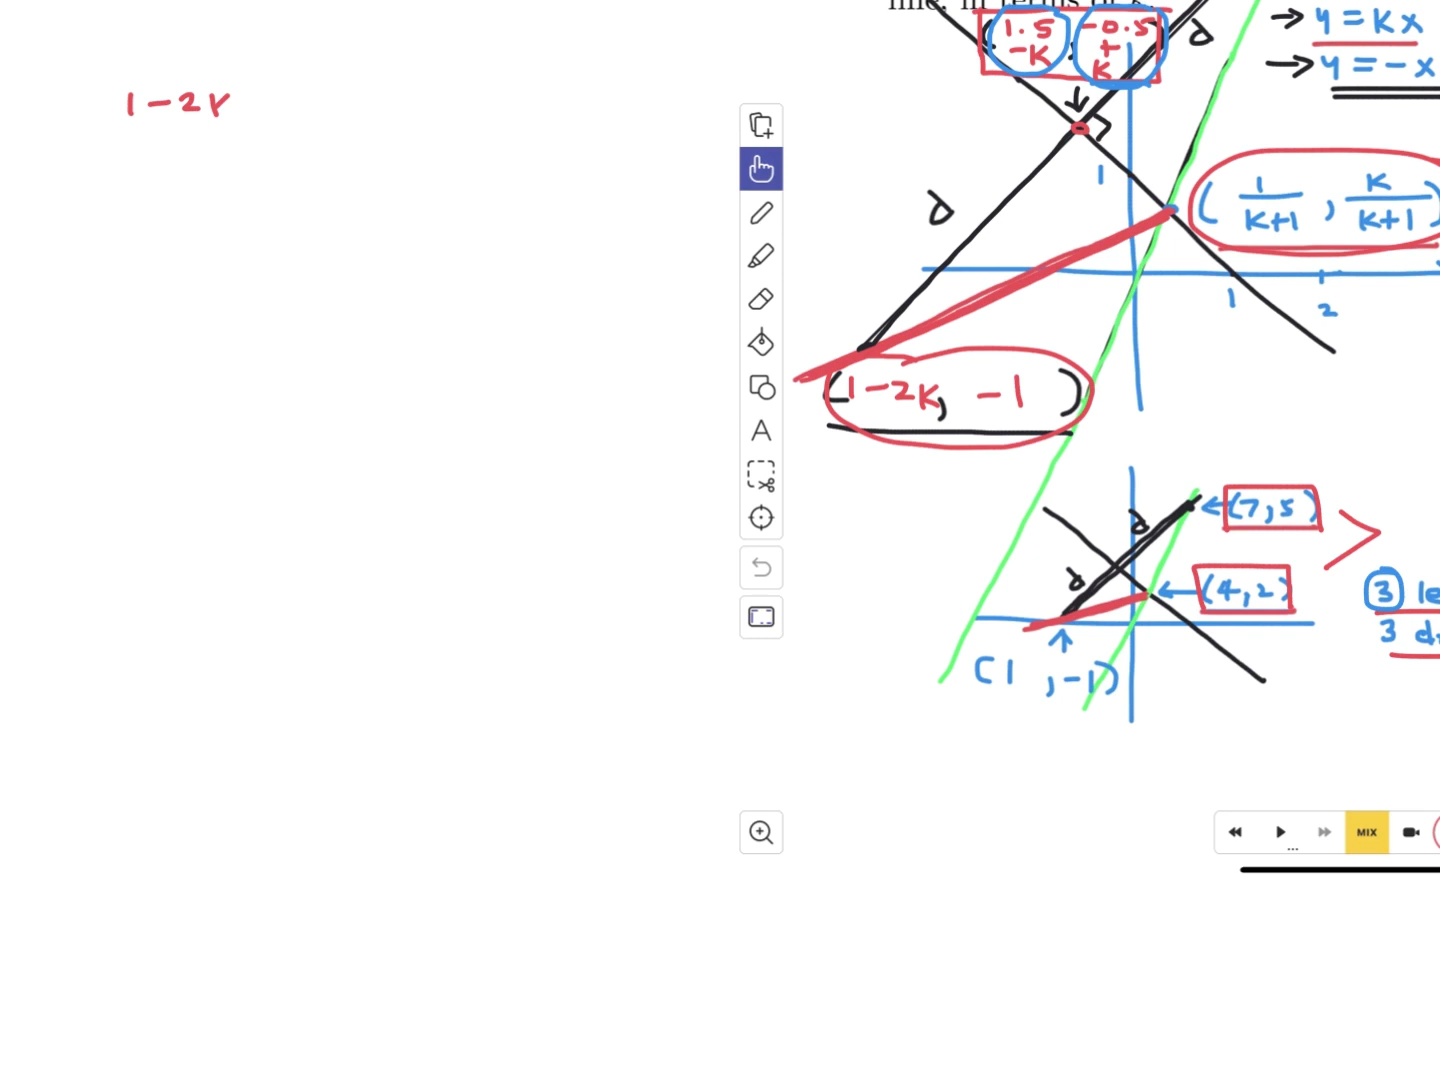 1-2K
(1.5 -K, -0.5 + K)
d
→ y = Kx
→ y = -x
1
d
(1/K+1, K/K+1)
1
2
(1-2K, -1)
A
d
← (7,5)
d
← (4,2)
3
3
(1, -1)
MIX